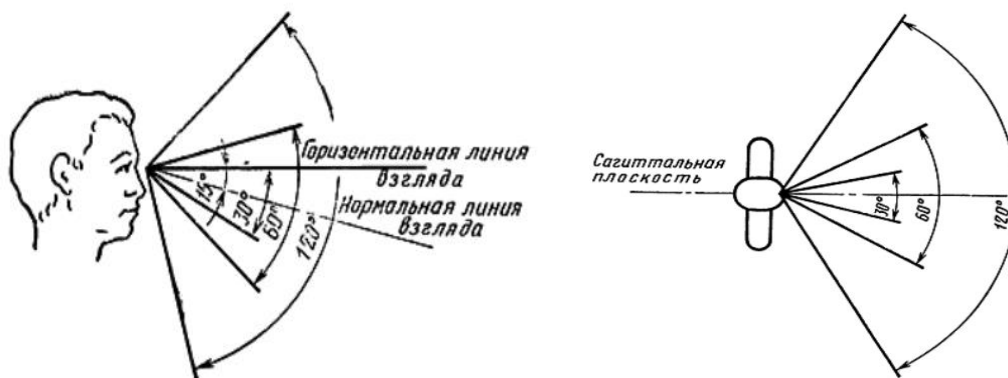 Горизонтальная линия
взгляда
Нормальная линия
взгляда
15°
30°
60°
120°
Сагиттальная
плоскость
30°
60°
120°